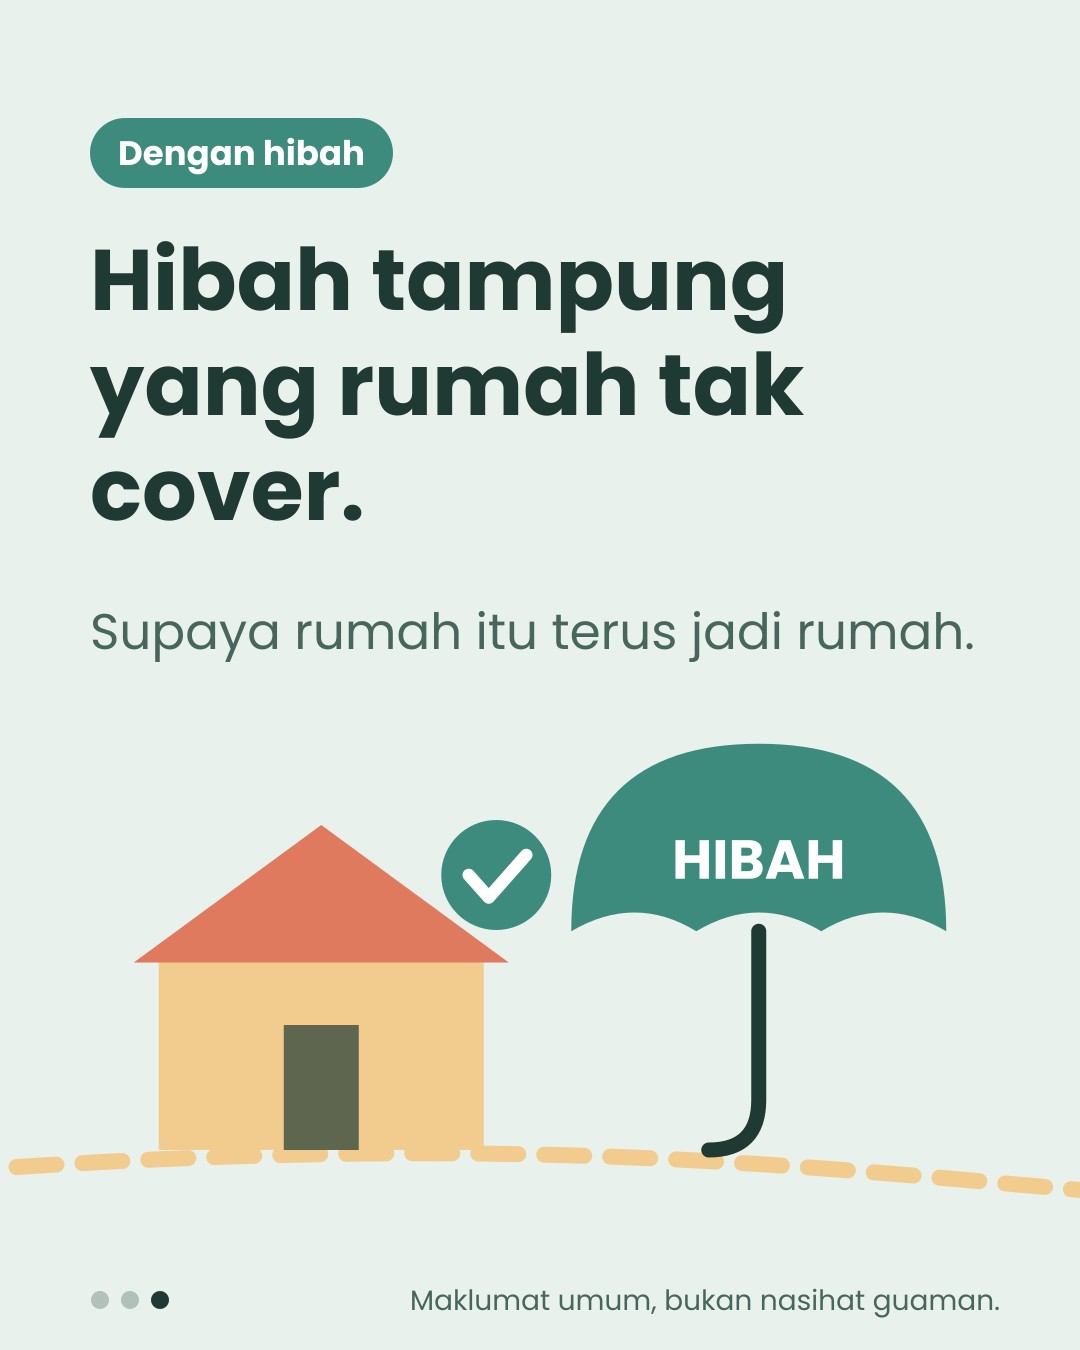 Dengan hibah
Hibah tampung
yang rumah tak
cover.
Supaya rumah itu terus jadi rumah.
HIBAH
Maklumat umum, bukan nasihat guaman.